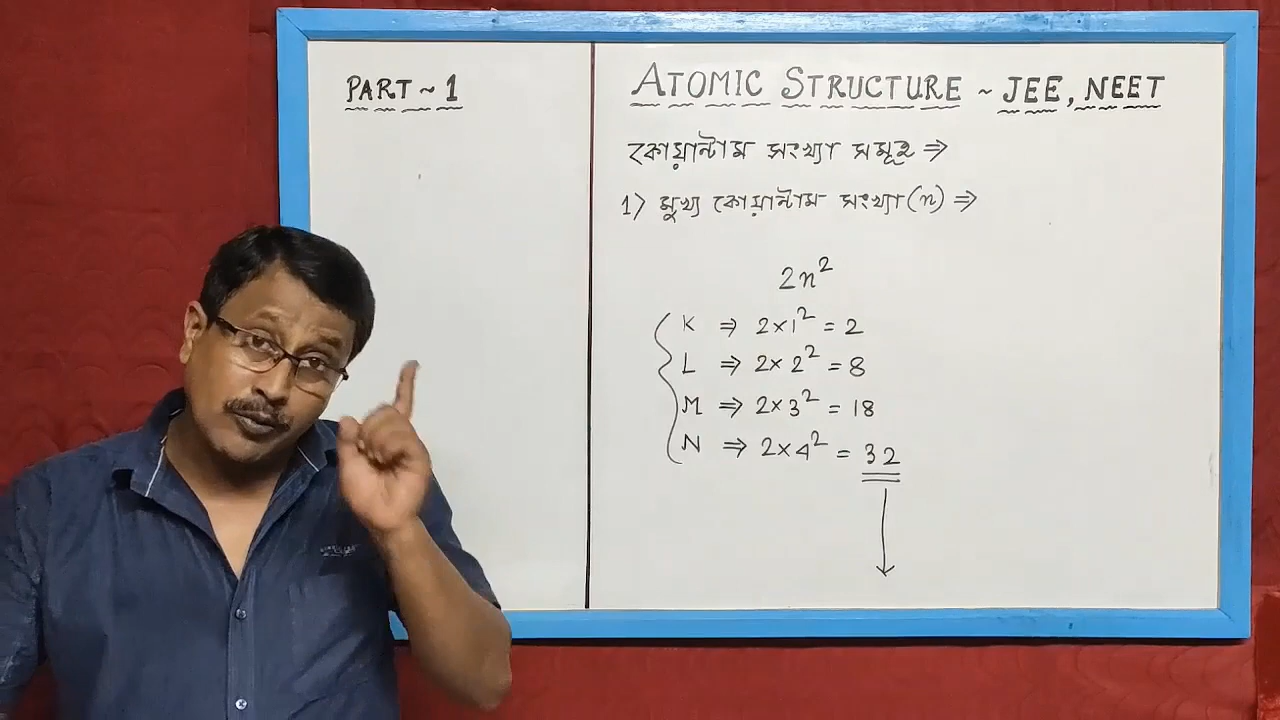 PART ~ 1
ATOMIC STRUCTURE ~ JEE, NEET
কোয়ান্টাম সংখ্যা সমূহ ⇒
1) মুখ্য কোয়ান্টাম সংখ্যা (n) ⇒
2n²
K ⇒ 2×1² = 2
L ⇒ 2×2² = 8
M ⇒ 2×3² = 18
N ⇒ 2×4² = 32